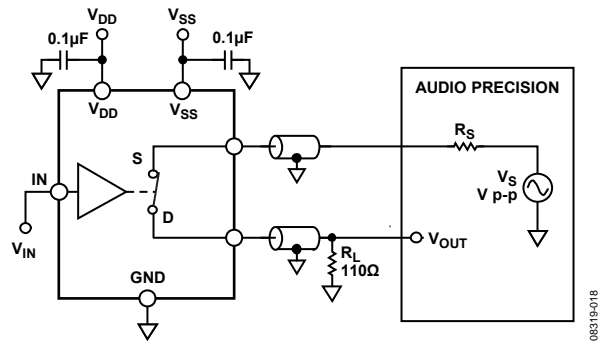 VDD
VSS
0.1µF
0.1µF
VDD
VSS
AUDIO PRECISION
RS
S
VS
V p-p
IN
D
VOUT
VIN
RL
110Ω
GND
08319-018